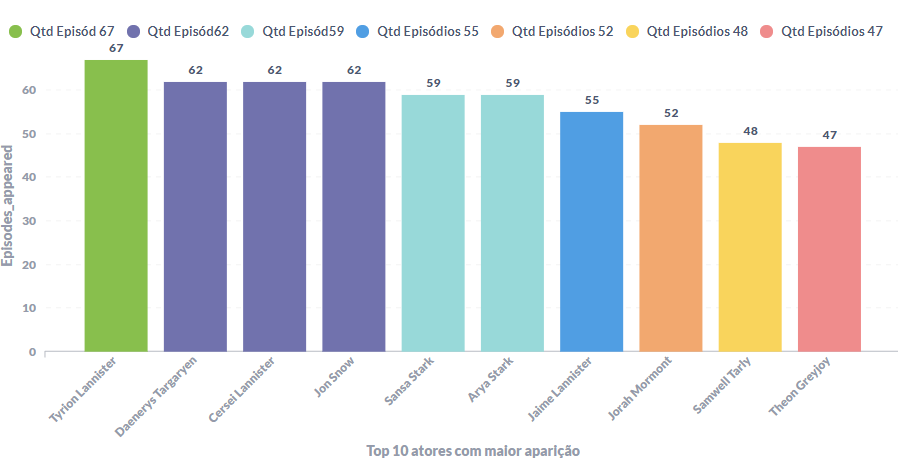 Qtd Episód 67 Qtd Episód62 Qtd Episód59 Qtd Episódios 55 Qtd Episódios 52 Qtd Episódios 48 Qtd Episódios 47
67
62 62 62
59 59
55
52
48
47
60
50
40
30
20
10
0
Episodes_appeared
Tyrion Lannister
Daenerys Targaryen
Cersei Lannister
Jon Snow
Sansa Stark
Arya Stark
Jaime Lannister
Jorah Mormont
Samwell Tarly
Theon Greyjoy
Top 10 atores com maior aparição